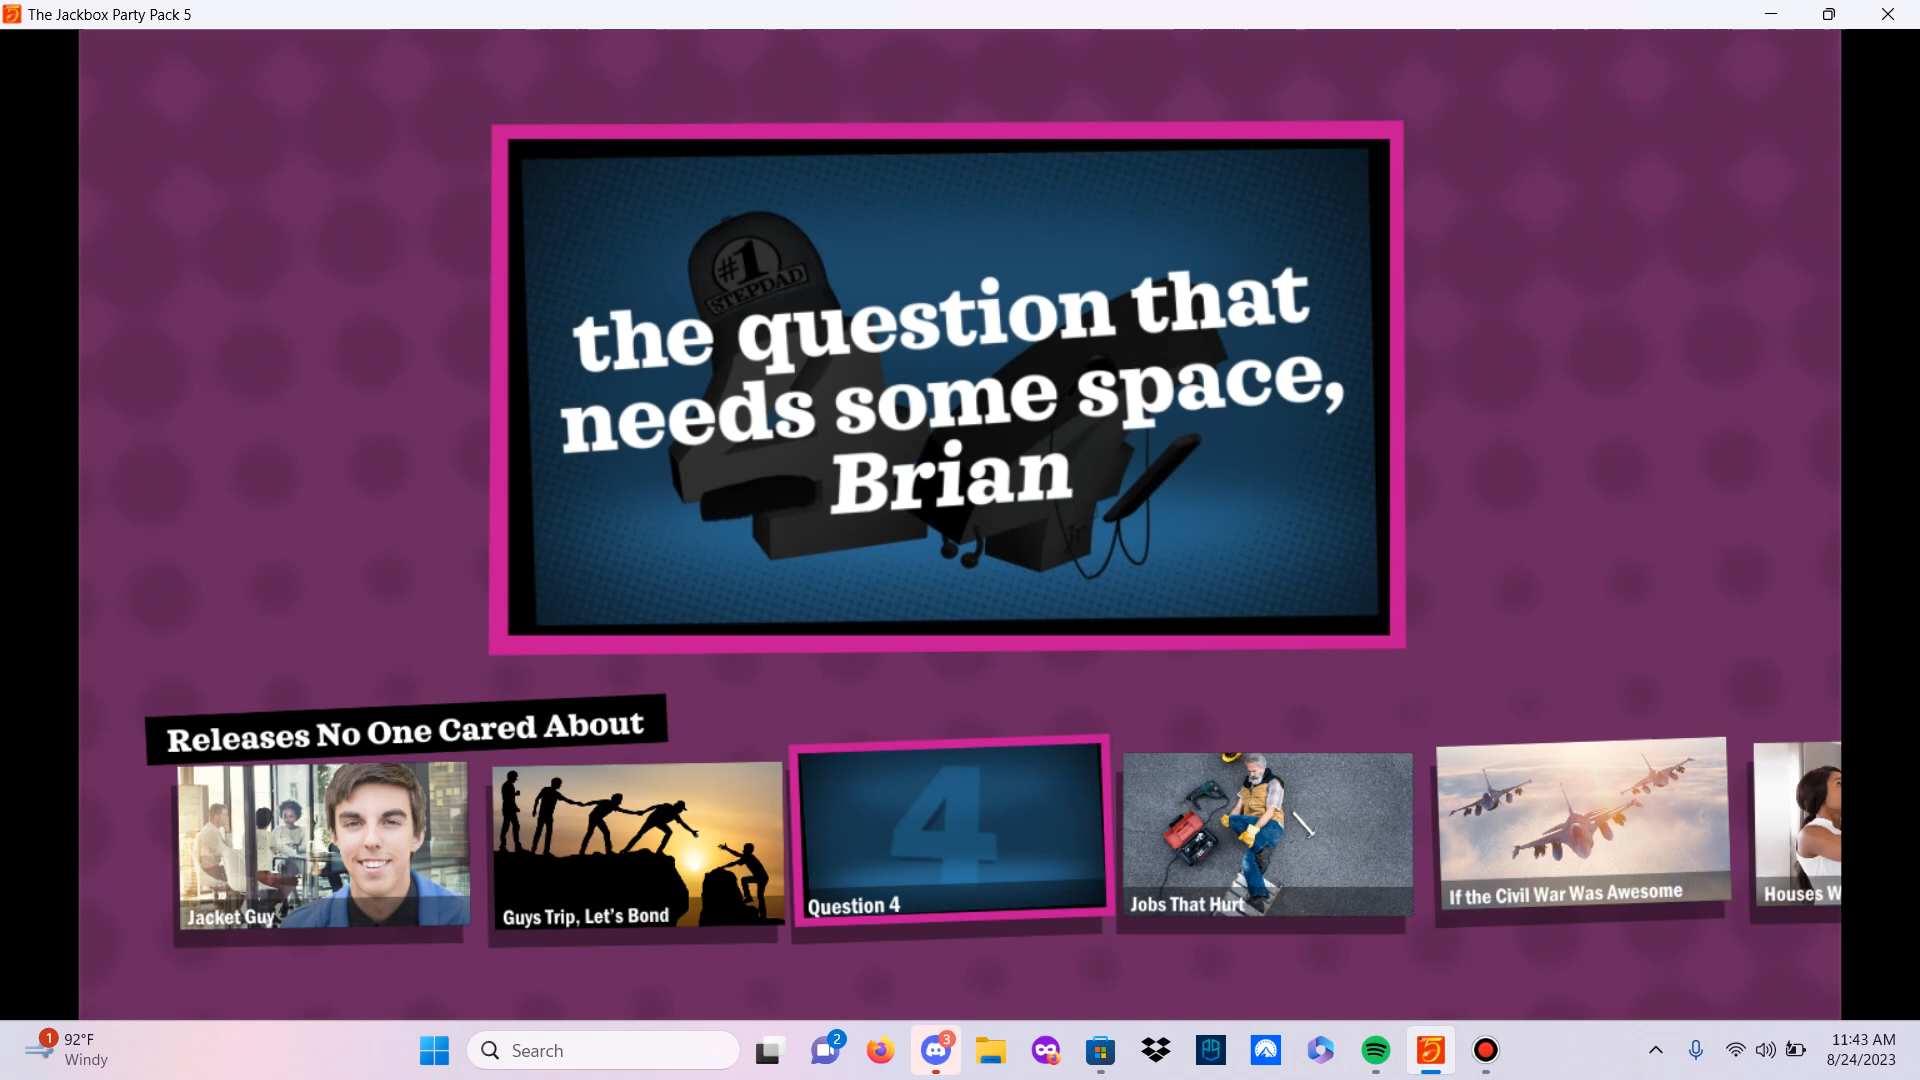 The Jackbox Party Pack 5
#1
STEPDAD
the question that
needs some space,
Brian
Releases No One Cared About
Jacket Guy
Guys Trip, Let's Bond
4
Question 4
Jobs That Hurt
If the Civil War Was Awesome
Houses W
1
92°F
Windy
Search
2
3
11:43 AM
8/24/2023